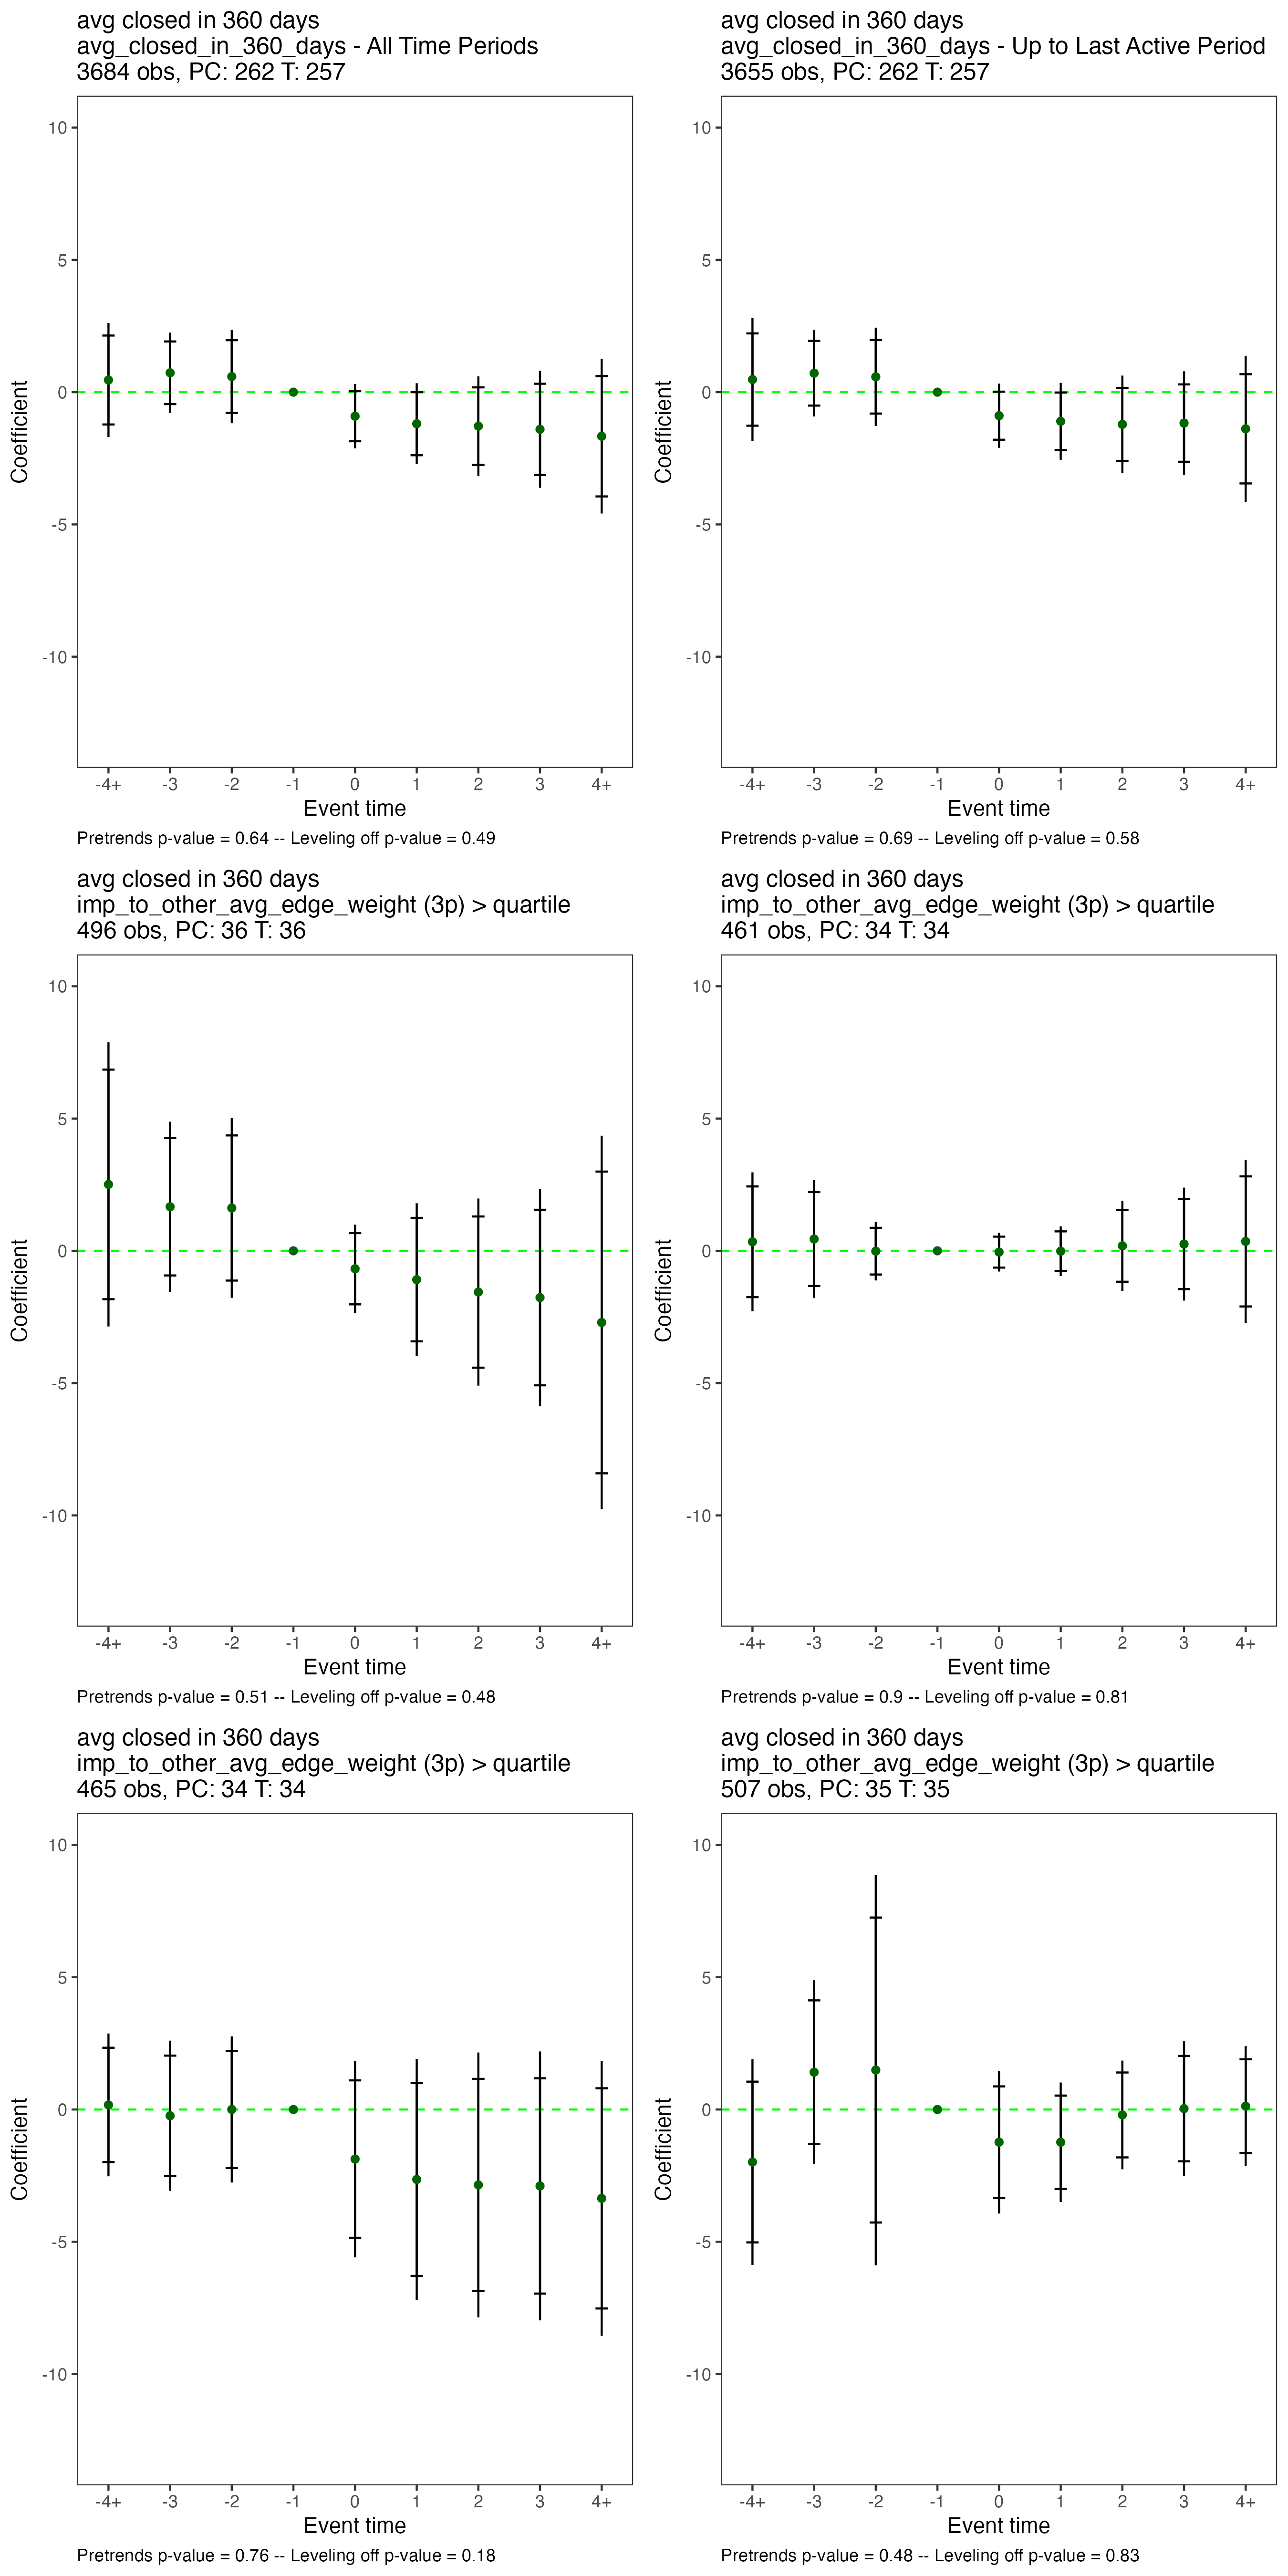 avg closed in 360 days
avg_closed_in_360_days - All Time Periods
3684 obs, PC: 262 T: 257
10
5
0
-5
-10
Coefficient
-4+ -3 -2 -1 0 1 2 3 4+
Event time
Pretrends p-value = 0.64 -- Leveling off p-value = 0.49
avg closed in 360 days
avg_closed_in_360_days - Up to Last Active Period
3655 obs, PC: 262 T: 257
10
5
0
-5
-10
Coefficient
-4+ -3 -2 -1 0 1 2 3 4+
Event time
Pretrends p-value = 0.69 -- Leveling off p-value = 0.58
avg closed in 360 days
imp_to_other_avg_edge_weight (3p) > quartile
496 obs, PC: 36 T: 36
10
5
0
-5
-10
Coefficient
-4+ -3 -2 -1 0 1 2 3 4+
Event time
Pretrends p-value = 0.51 -- Leveling off p-value = 0.48
avg closed in 360 days
imp_to_other_avg_edge_weight (3p) > quartile
461 obs, PC: 34 T: 34
10
5
0
-5
-10
Coefficient
-4+ -3 -2 -1 0 1 2 3 4+
Event time
Pretrends p-value = 0.9 -- Leveling off p-value = 0.81
avg closed in 360 days
imp_to_other_avg_edge_weight (3p) > quartile
465 obs, PC: 34 T: 34
10
5
0
-5
-10
Coefficient
-4+ -3 -2 -1 0 1 2 3 4+
Event time
Pretrends p-value = 0.76 -- Leveling off p-value = 0.18
avg closed in 360 days
imp_to_other_avg_edge_weight (3p) > quartile
507 obs, PC: 35 T: 35
10
5
0
-5
-10
Coefficient
-4+ -3 -2 -1 0 1 2 3 4+
Event time
Pretrends p-value = 0.48 -- Leveling off p-value = 0.83